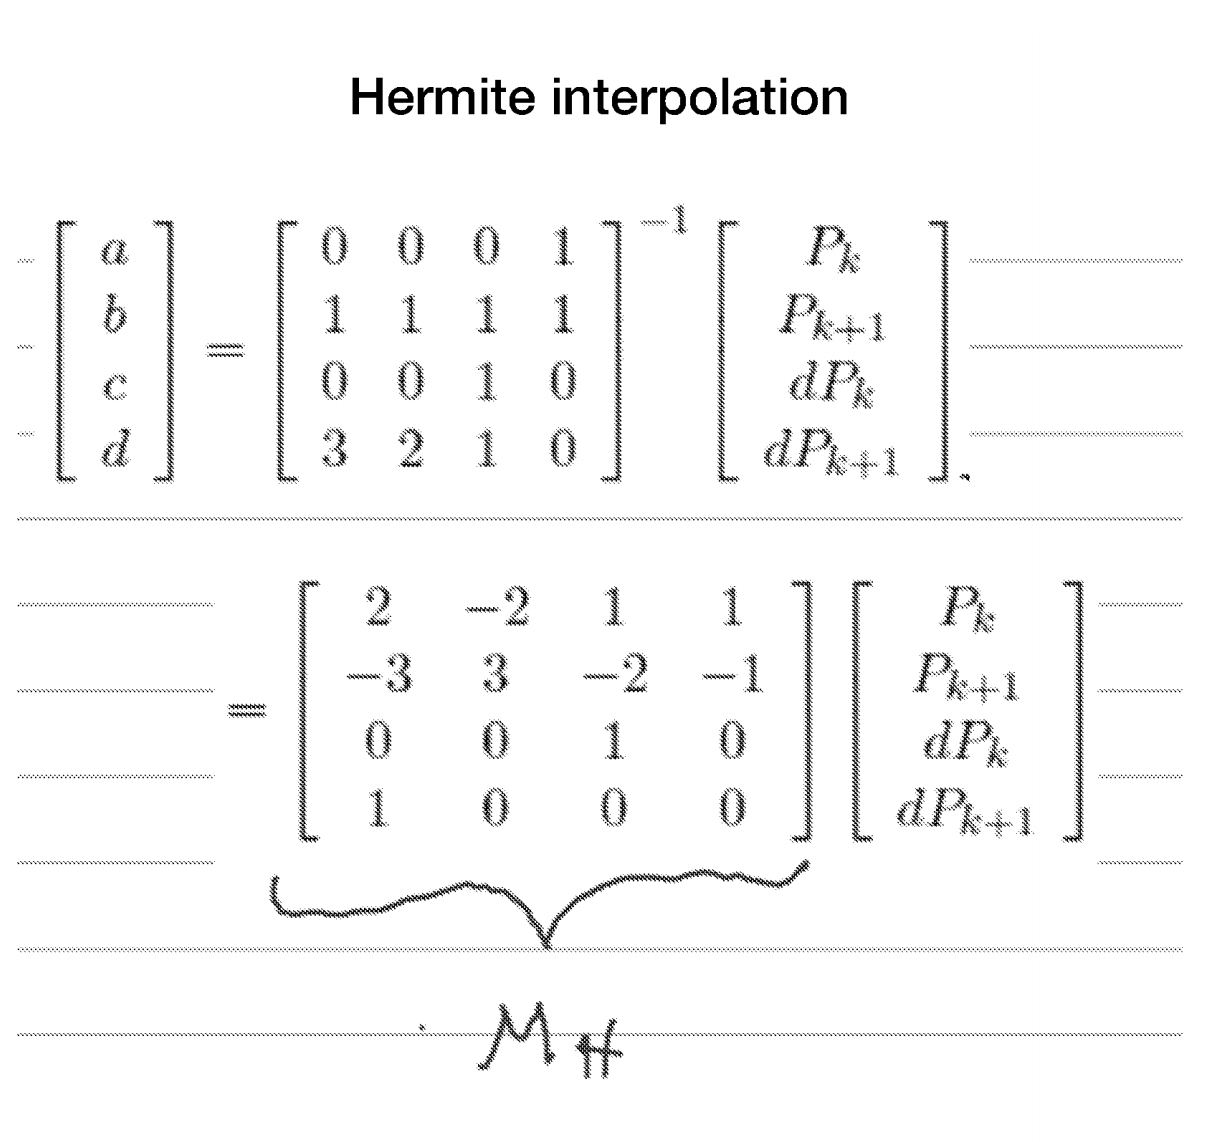 Hermite interpolation
\begin{bmatrix} a \\ b \\ c \\ d \end{bmatrix} = \begin{bmatrix} 0 & 0 & 0 & 1 \\ 1 & 1 & 1 & 1 \\ 0 & 0 & 1 & 0 \\ 3 & 2 & 1 & 0 \end{bmatrix}^{-1} \begin{bmatrix} P_k \\ P_{k+1} \\ dP_k \\ dP_{k+1} \end{bmatrix}.
= \begin{bmatrix} 2 & -2 & 1 & 1 \\ -3 & 3 & -2 & -1 \\ 0 & 0 & 1 & 0 \\ 1 & 0 & 0 & 0 \end{bmatrix} \begin{bmatrix} P_k \\ P_{k+1} \\ dP_k \\ dP_{k+1} \end{bmatrix}
M_H